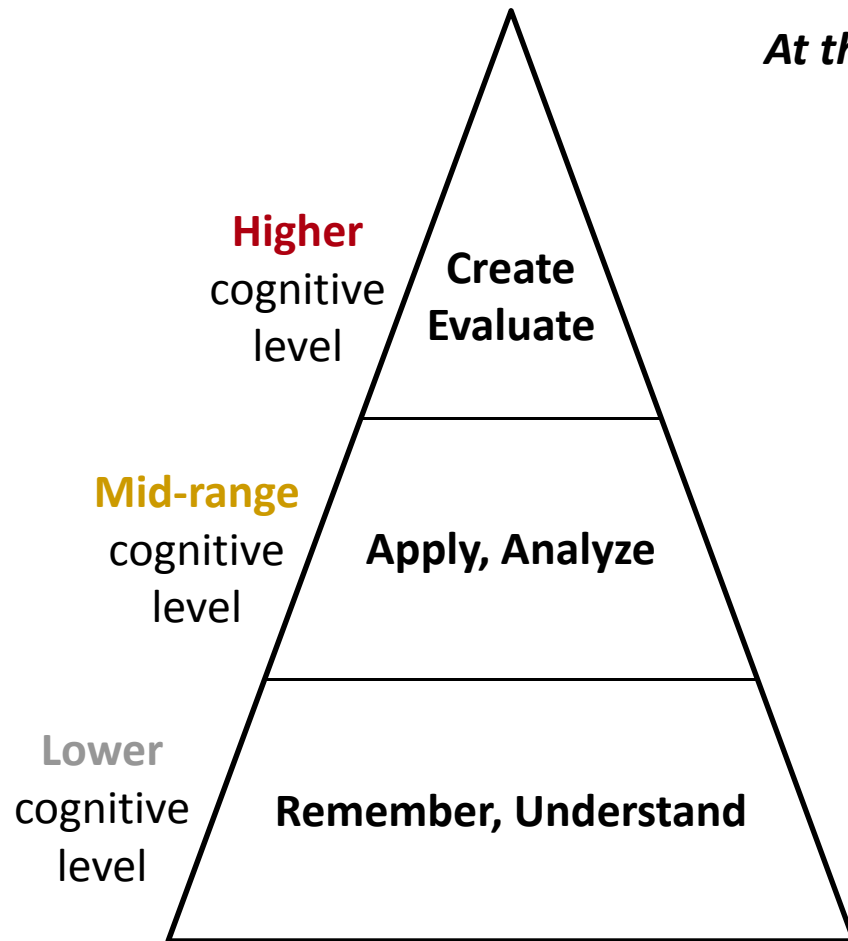 At th
Higher
cognitive
level
Create
Evaluate
Mid-range
cognitive
level
Apply, Analyze
Lower
cognitive
level
Remember, Understand